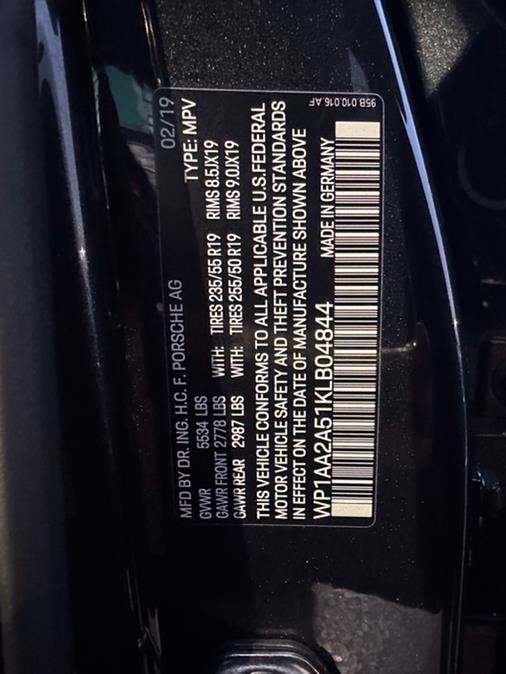 MFD BY DR. ING. H.C. F. PORSCHE AG 02/19
GVWR 5534 LBS TYPE: MPV
GAWR FRONT 2778 LBS WITH: TIRES 235/55 R19 RIMS 8.5JX19
GAWR REAR 2987 LBS WITH: TIRES 255/50 R19 RIMS 9.0JX19
THIS VEHICLE CONFORMS TO ALL APPLICABLE U.S.FEDERAL
MOTOR VEHICLE SAFETY AND THEFT PREVENTION STANDARDS
IN EFFECT ON THE DATE OF MANUFACTURE SHOWN ABOVE
WP1AA2A51KLB04844 MADE IN GERMANY
95B.010.016.AF